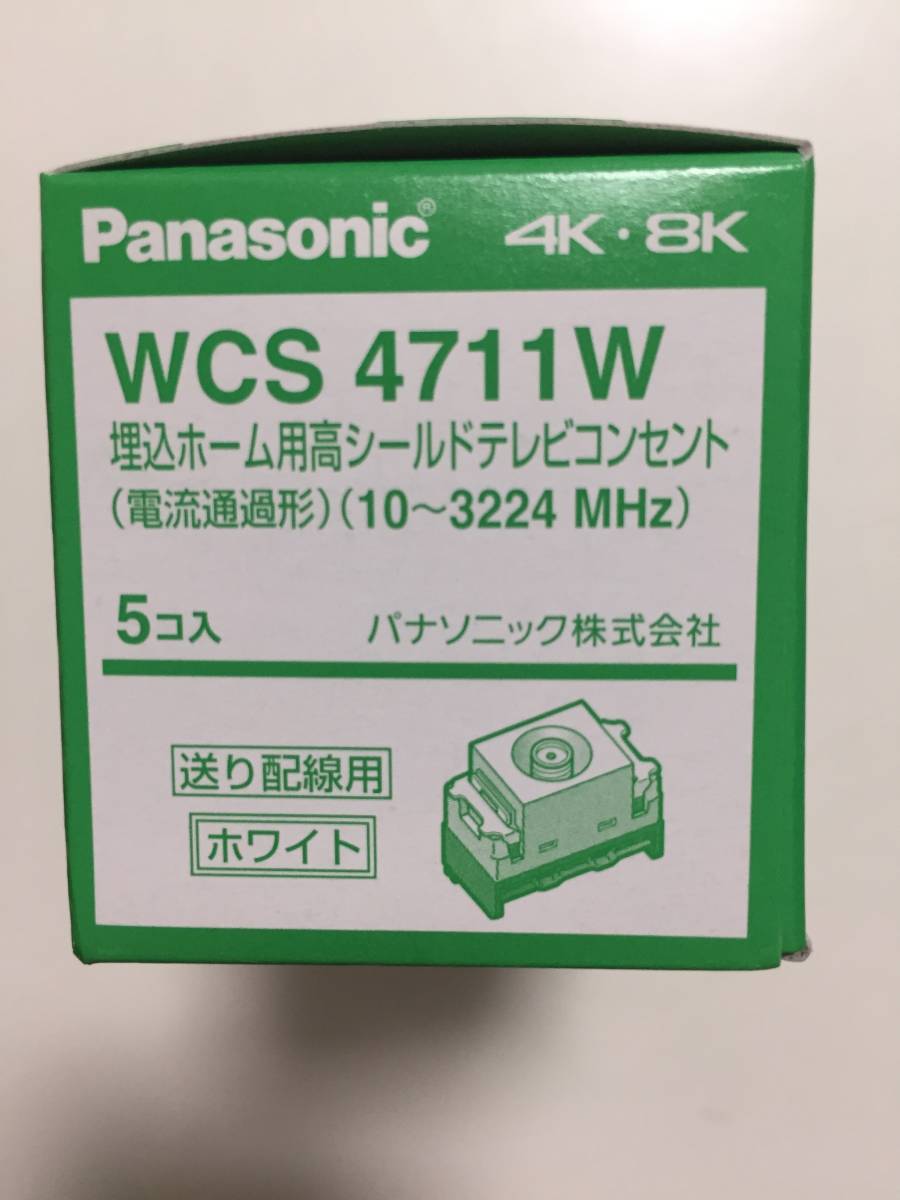 Panasonic® 4K・8K
WCS 4711W
埋込ホーム用高シールドテレビコンセント
(電流通過形)(10～3224 MHz)
5コ入 パナソニック株式会社
送り配線用
ホワイト